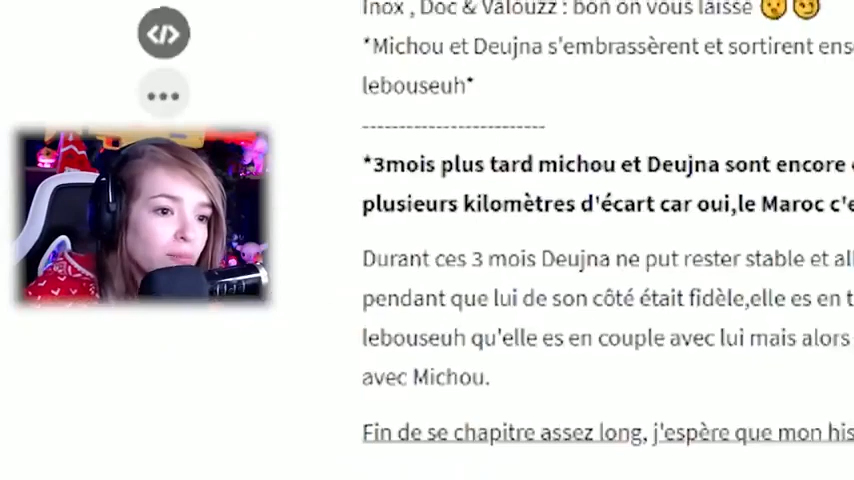 Inox , Doc & Valouzz : bon on vous laisse 😯😏
*Michou et Deujna s'embrassèrent et sortirent
lebouseuh*
-------------------------
*3mois plus tard michou et Deujna sont encore
plusieurs kilomètres d'écart car oui,le Maroc
Durant ces 3 mois Deujna ne put rester stable et
pendant que lui de son côté était fidèle,elle es en
lebouseuh qu'elle es en couple avec lui mais alors
avec Michou.
Fin de se chapitre assez long, j'espère que mon